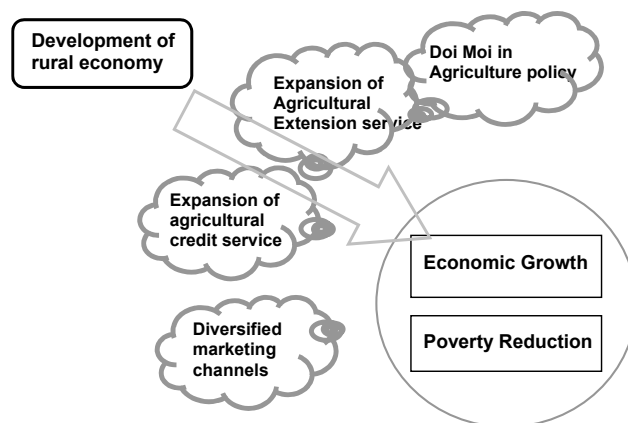 Development of
rural economy
Doi Moi in
Agriculture policy
Expansion of
Agricultural
Extension service
Expansion of
agricultural
credit service
Economic Growth
Diversified
marketing
channels
Poverty Reduction